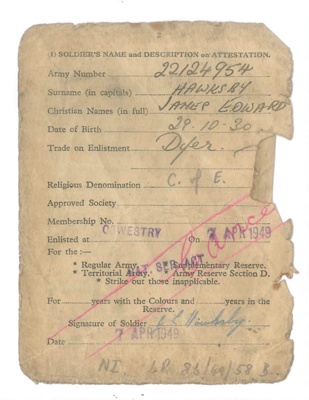 (I) SOLDIER'S NAME and DESCRIPTION on ATTESTATION.
Army Number 22124954
Surname (in capitals) HAWKSBY
Christian Names (in full) JAMES EDWARD
Date of Birth 29.10.30.
Trade on Enlistment Dyer.
Religious Denomination C. of E.
Approved Society
Membership No.
Enlisted at OSWESTRY On 7 APR 1949
For the :—
* Regular Army. * Supplementary Reserve.
* Territorial Army. * Army Reserve Section D.
* Strike out those inapplicable.
NAT SER ACT
For years with the Colours and years in the
Reserve.
Signature of Soldier
Date 7 APR 1949